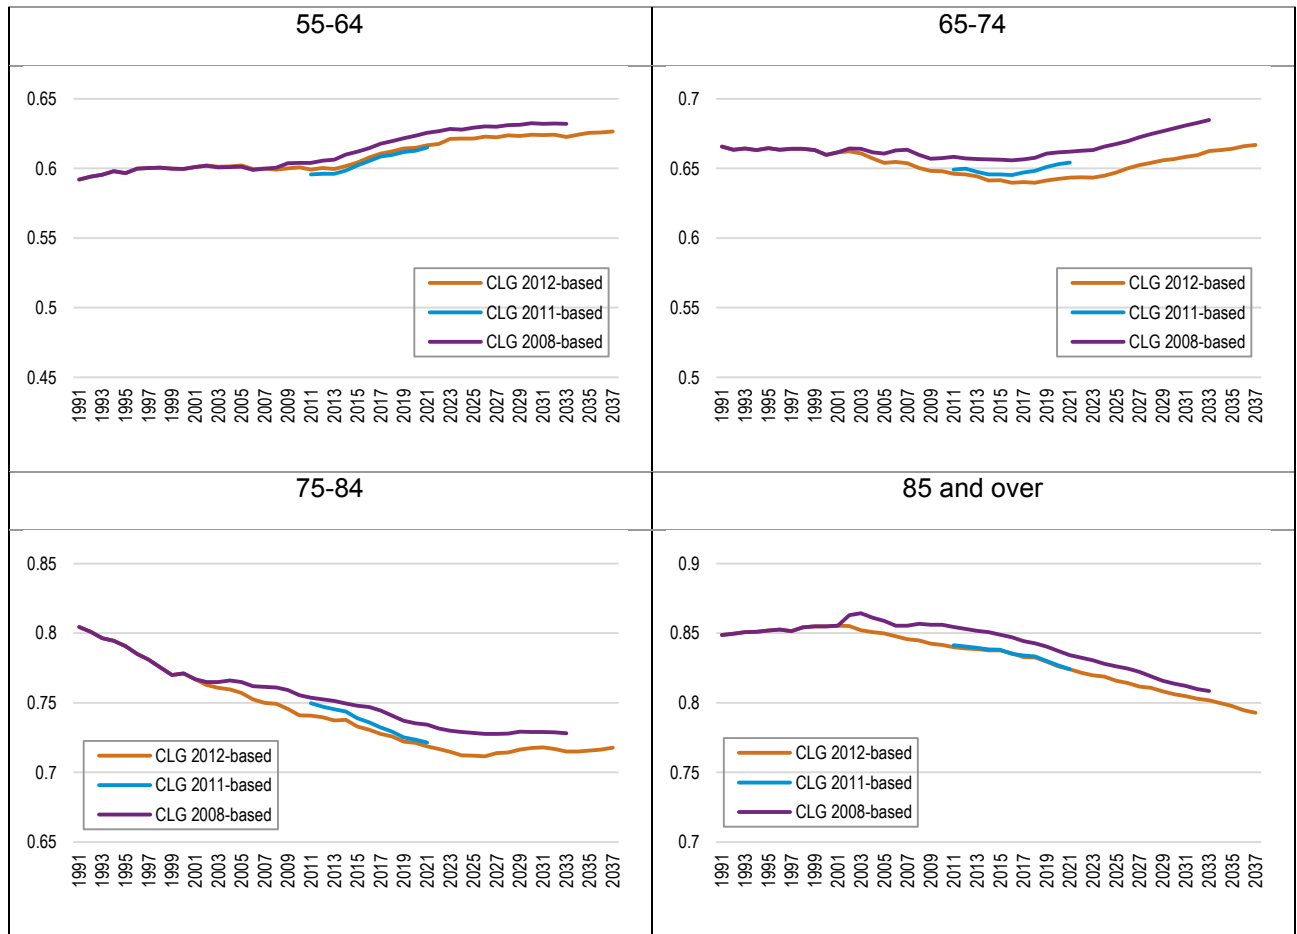 55-64
65-74
0.65
0.6
0.55
0.5
0.45
CLG 2012-based
CLG 2011-based
CLG 2008-based
1991 1993 1995 1997 1999 2001 2003 2005 2007 2009 2011 2013 2015 2017 2019 2021 2023 2025 2027 2029 2031 2033 2035 2037
0.7
0.65
0.6
0.55
0.5
CLG 2012-based
CLG 2011-based
CLG 2008-based
1991 1993 1995 1997 1999 2001 2003 2005 2007 2009 2011 2013 2015 2017 2019 2021 2023 2025 2027 2029 2031 2033 2035 2037
75-84
85 and over
0.85
0.8
0.75
0.7
0.65
CLG 2012-based
CLG 2011-based
CLG 2008-based
1991 1993 1995 1997 1999 2001 2003 2005 2007 2009 2011 2013 2015 2017 2019 2021 2023 2025 2027 2029 2031 2033 2035 2037
0.9
0.85
0.8
0.75
0.7
CLG 2012-based
CLG 2011-based
CLG 2008-based
1991 1993 1995 1997 1999 2001 2003 2005 2007 2009 2011 2013 2015 2017 2019 2021 2023 2025 2027 2029 2031 2033 2035 2037